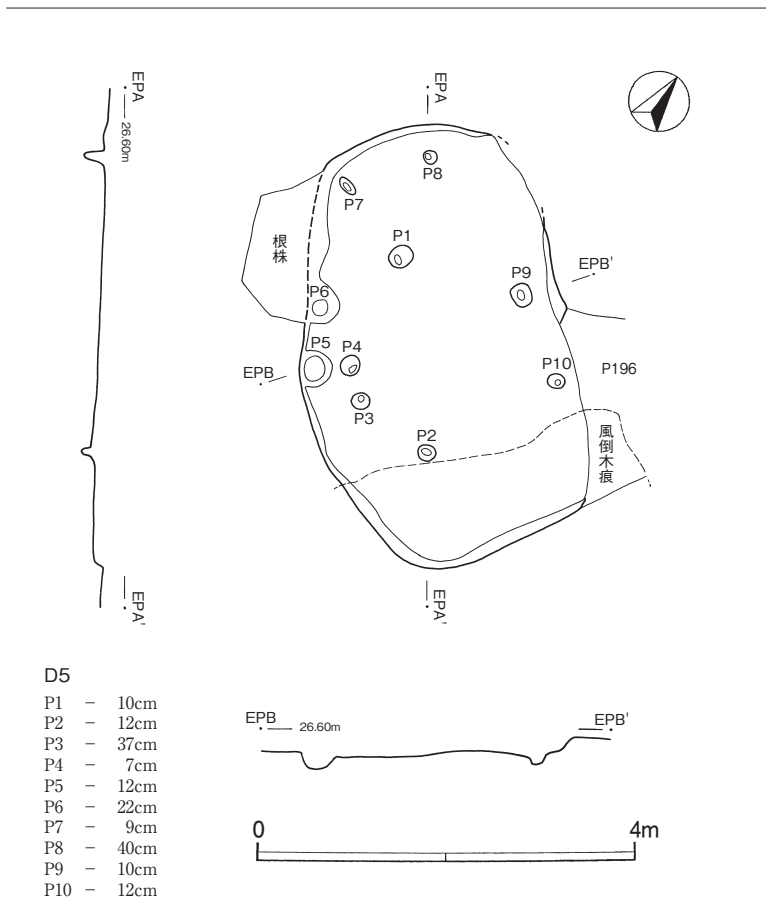 EPA
26.60m
EPA'
EPA
P8
P7
P1
根株
P9
EPB'
P6
P5
P4
EPB
P10
P196
P3
P2
風倒木痕
EPA'
D5
P1 － 10cm
P2 － 12cm
P3 － 37cm
P4 － 7cm
P5 － 12cm
P6 － 22cm
P7 － 9cm
P8 － 40cm
P9 － 10cm
P10 － 12cm
EPB
26.60m
EPB'
0
4m